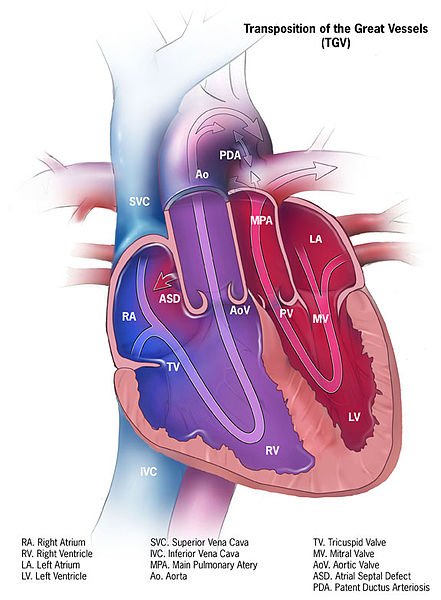 Transposition of the Great Vessels
(TGV)
PDA
Ao
SVC
MPA
LA
ASD
RA
AoV
PV
MV
TV
LV
RV
IVC
RA. Right Atrium
RV. Right Ventricle
LA. Left Atrium
LV. Left Ventricle
SVC. Superior Vena Cava
IVC. Inferior Vena Cava
MPA. Main Pulmonary Atery
Ao. Aorta
TV. Tricuspid Valve
MV. Mitral Valve
AoV. Aortic Valve
ASD. Atrial Septal Defect
PDA. Patent Ductus Arteriosis